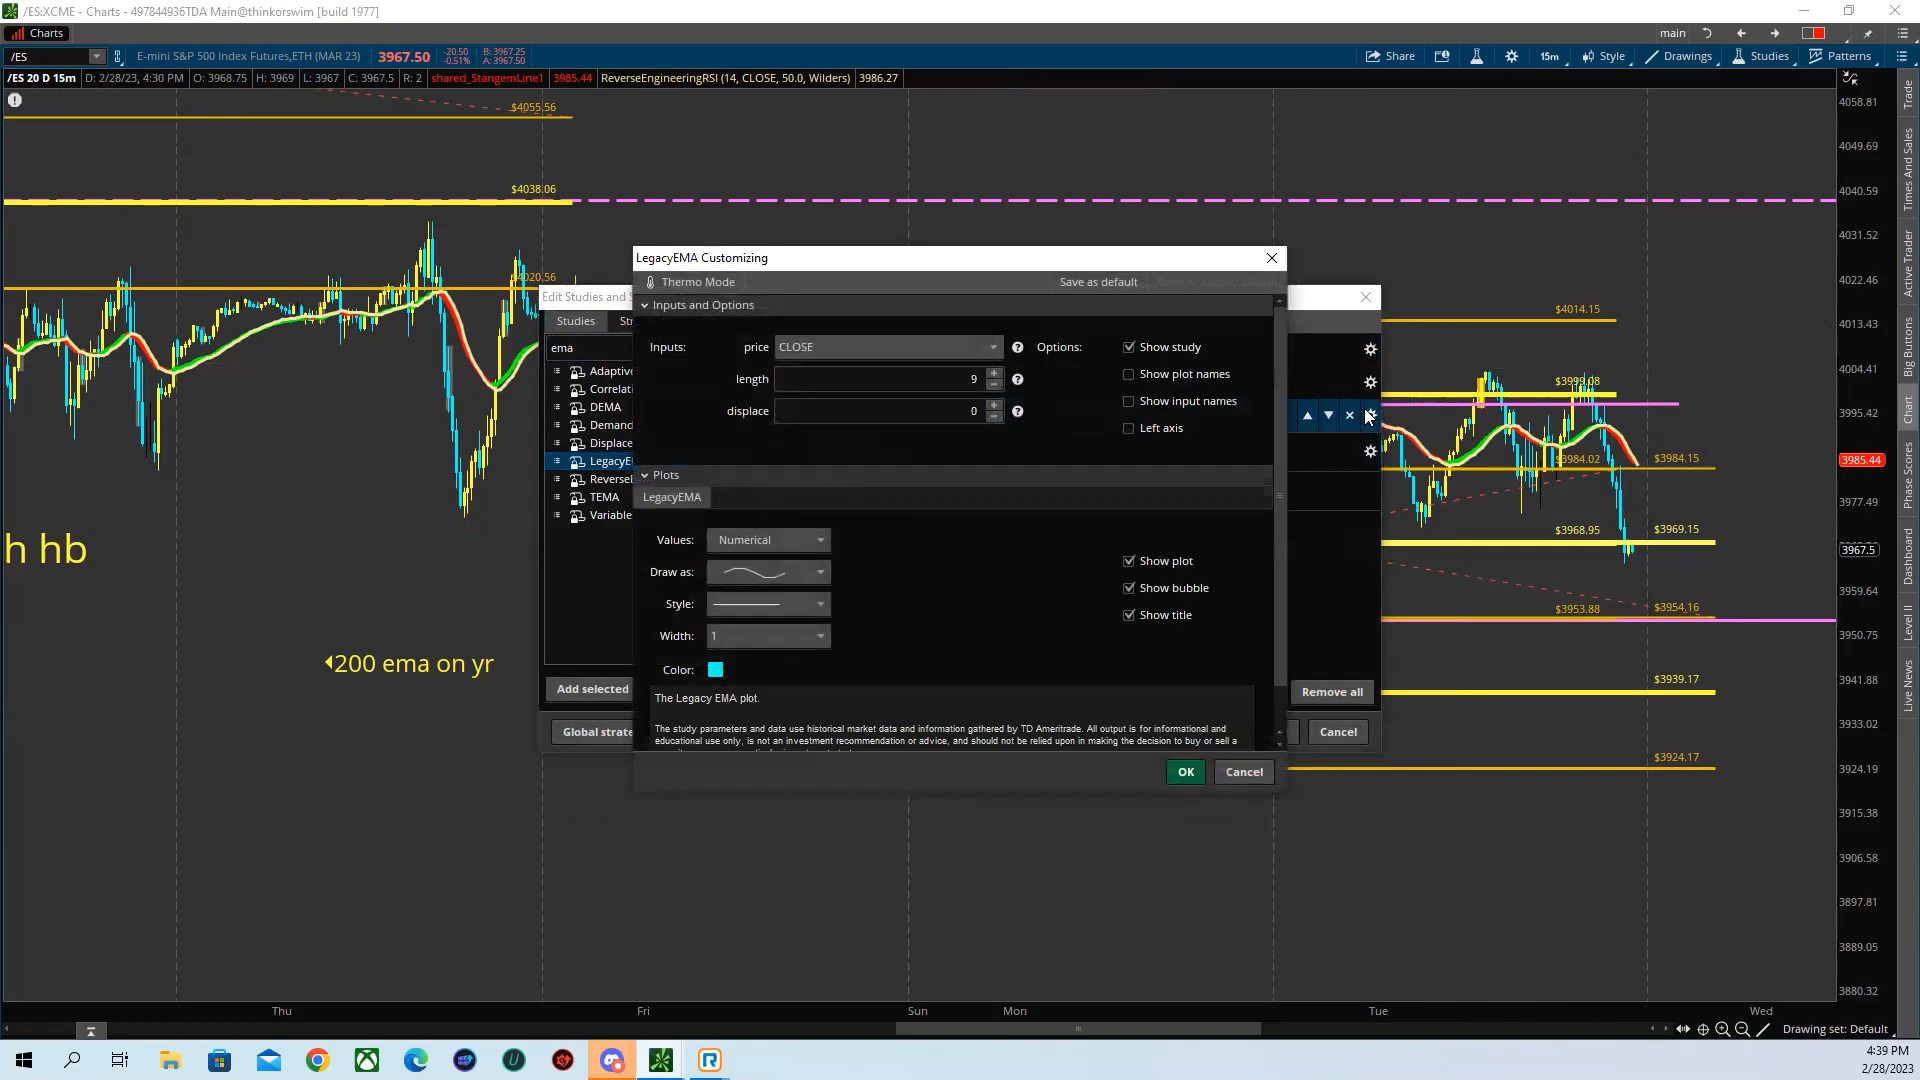 /ES:XCME - Charts - 497844936TDA Main@thinkorswim [build 1977]
Charts
main
/ES
E-mini S&P 500 Index Futures,ETH (MAR 23)
3967.50
-20.50
-0.51%
B: 3967.25
A: 3967.50
Share
15m
Style
Drawings
Studies
Patterns
/ES 20 D 15m
D: 2/28/23, 4:30 PM
O: 3968.75
H: 3969
L: 3967
C: 3967.5
R: 2
shared_StangemLine1
3985.44
ReverseEngineeringRSI (14, CLOSE, 50.0, Wilders)
3986.27
$4055.56
$4038.06
$4020.56
h hb
200 ema on yr
Edit Studies and S
Studies
Str
ema
Adaptive
Correlati
DEMA
Demand
Displace
LegacyE
Reversel
TEMA
Variable
Add selected
Global strate
Remove all
Cancel
LegacyEMA Customizing
Thermo Mode
Save as default
Inputs and Options
Inputs:
price
CLOSE
length
9
displace
0
Options:
Show study
Show plot names
Show input names
Left axis
Plots
LegacyEMA
Values:
Numerical
Draw as:
Style:
Width:
1
Color:
Show plot
Show bubble
Show title
The Legacy EMA plot.
The study parameters and data use historical market data and information gathered by TD Ameritrade. All output is for informational and
educational use only, is not an investment recommendation or advice, and should not be relied upon in making the decision to buy or sell a
OK
Cancel
$4014.15
$3999.08
$3984.02
$3984.15
$3968.95
$3969.15
$3953.88
$3954.16
$3939.17
$3924.17
4058.81
4049.69
4040.59
4031.52
4022.46
4013.43
4004.41
3995.42
3985.44
3977.49
3967.5
3959.64
3950.75
3941.88
3933.02
3924.19
3915.38
3906.58
3897.81
3889.05
3880.32
Trade
Times And Sales
Active Trader
Big Buttons
Chart
Phase Scores
Dashboard
Level II
Live News
Thu
Fri
Sun
Mon
Tue
Wed
Drawing set: Default
4:39 PM
2/28/2023